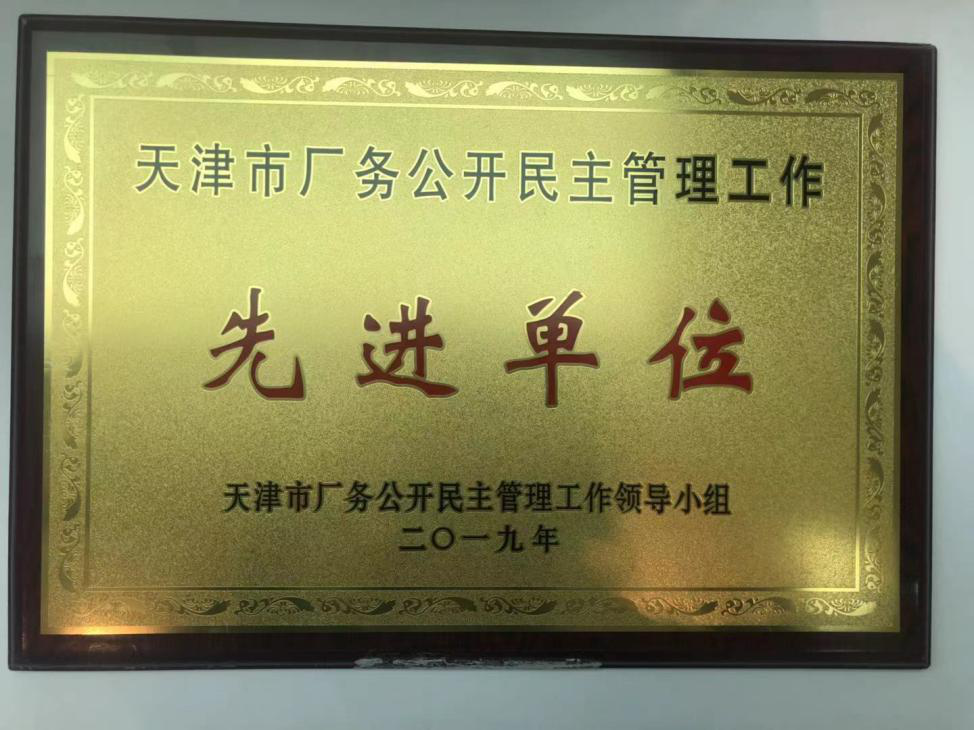 天津市厂务公开民主管理工作
先进单位
天津市厂务公开民主管理工作领导小组
二〇一九年